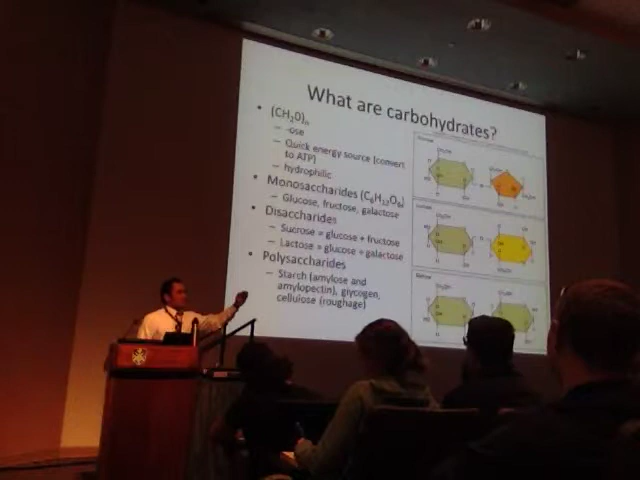 What are carbohydrates?
• (CH₂O)ₙ
– -ose
– Quick energy source (convert
to ATP)
– hydrophilic
• Monosaccharides (C₆H₁₂O₆)
– Glucose, fructose, galactose
• Disaccharides
– Sucrose = glucose + fructose
– Lactose = glucose + galactose
• Polysaccharides
– Starch (amylose and
amylopectin), glycogen,
cellulose (roughage)